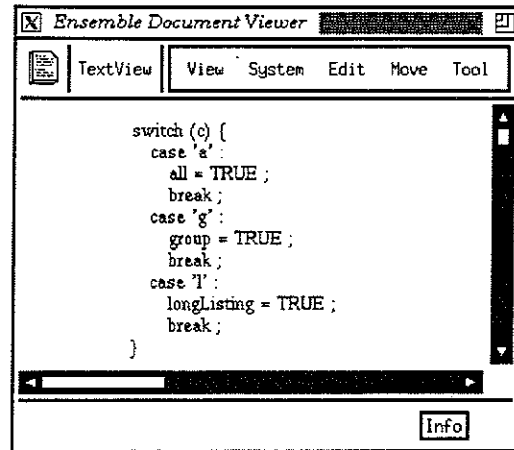 Ensemble Document Viewer
TextView View System Edit Move Tool
switch (c) {
case 'a' :
all = TRUE ;
break ;
case 'g' :
group = TRUE ;
break ;
case 'l' :
longListing = TRUE ;
break ;
}
Info